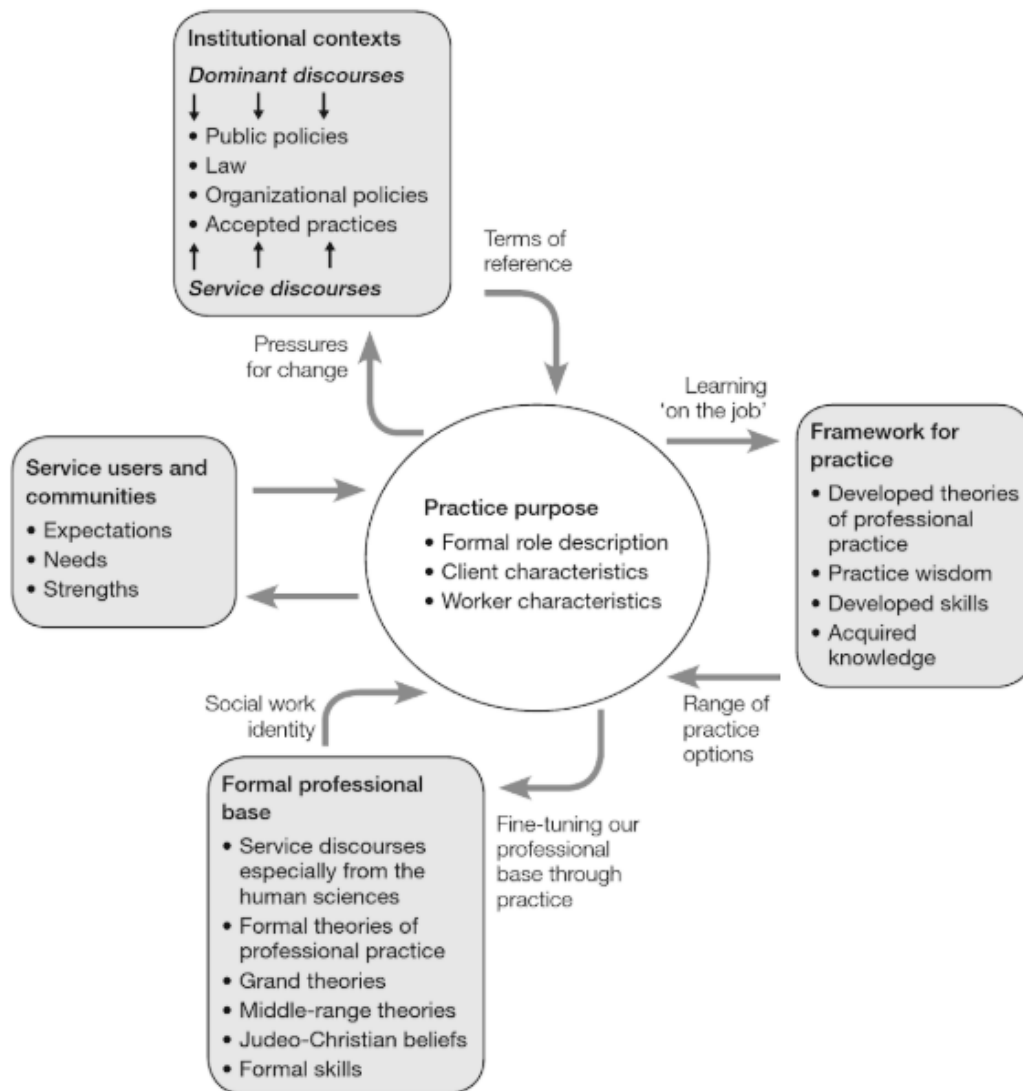 Institutional contexts
Dominant discourses
• Public policies
• Law
• Organizational policies
• Accepted practices
Service discourses
Terms of
reference
Pressures
for change
Learning
‘on the job’
Service users and
communities
• Expectations
• Needs
• Strengths
Practice purpose
• Formal role description
• Client characteristics
• Worker characteristics
Framework for
practice
• Developed theories
of professional
practice
• Practice wisdom
• Developed skills
• Acquired
knowledge
Social work
identity
Range of
practice
options
Formal professional
base
• Service discourses
especially from the
human sciences
• Formal theories of
professional practice
• Grand theories
• Middle-range theories
• Judeo-Christian beliefs
• Formal skills
Fine-tuning our
professional
base through
practice